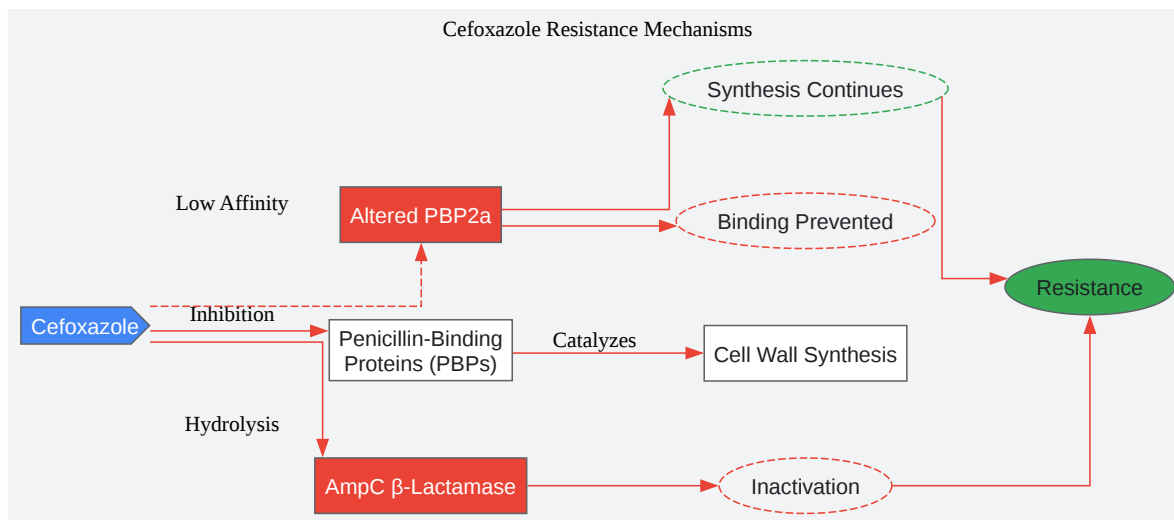 Cefoxazole Resistance Mechanisms
Synthesis Continues
Low Affinity
Altered PBP2a
Binding Prevented
Resistance
Cefoxazole
Inhibition
Penicillin-Binding
Proteins (PBPs)
Catalyzes
Cell Wall Synthesis
Hydrolysis
AmpC β-Lactamase
Inactivation